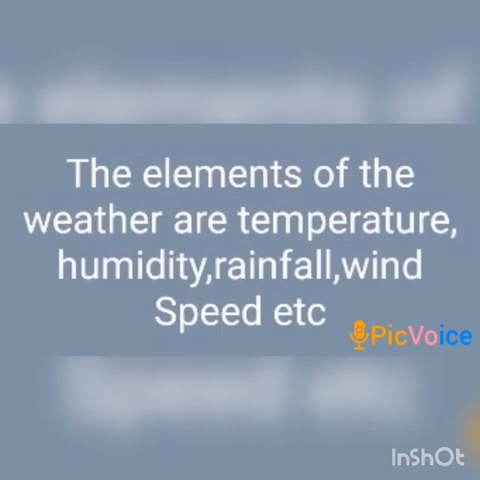 The elements of the
weather are temperature,
humidity,rainfall,wind
Speed etc
PicVoice
InShOt